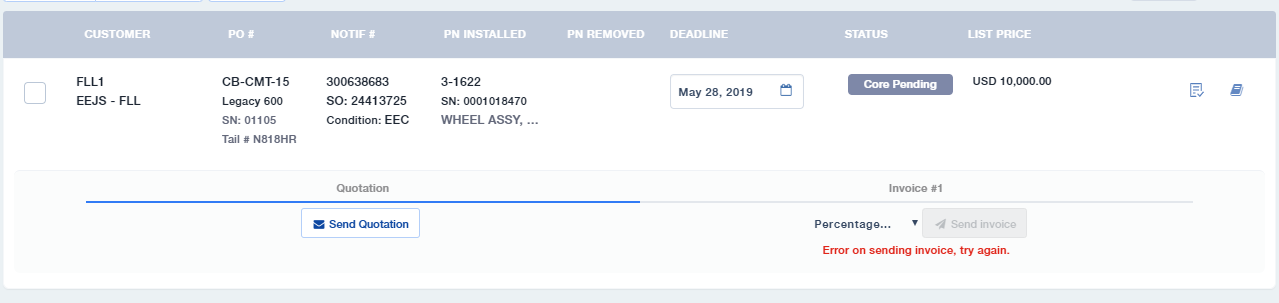 CUSTOMER PO # NOTIF # PN INSTALLED PN REMOVED DEADLINE STATUS LIST PRICE
FLL1 CB-CMT-15 300638683 3-1622 Core Pending USD 10,000.00
EEJS - FLL Legacy 600 SO: 24413725 SN: 0001018470 May 28, 2019
SN: 01105 Condition: EEC WHEEL ASSY, ...
Tail # N818HR
Quotation Invoice #1
Send Quotation Percentage... Send invoice
Error on sending invoice, try again.